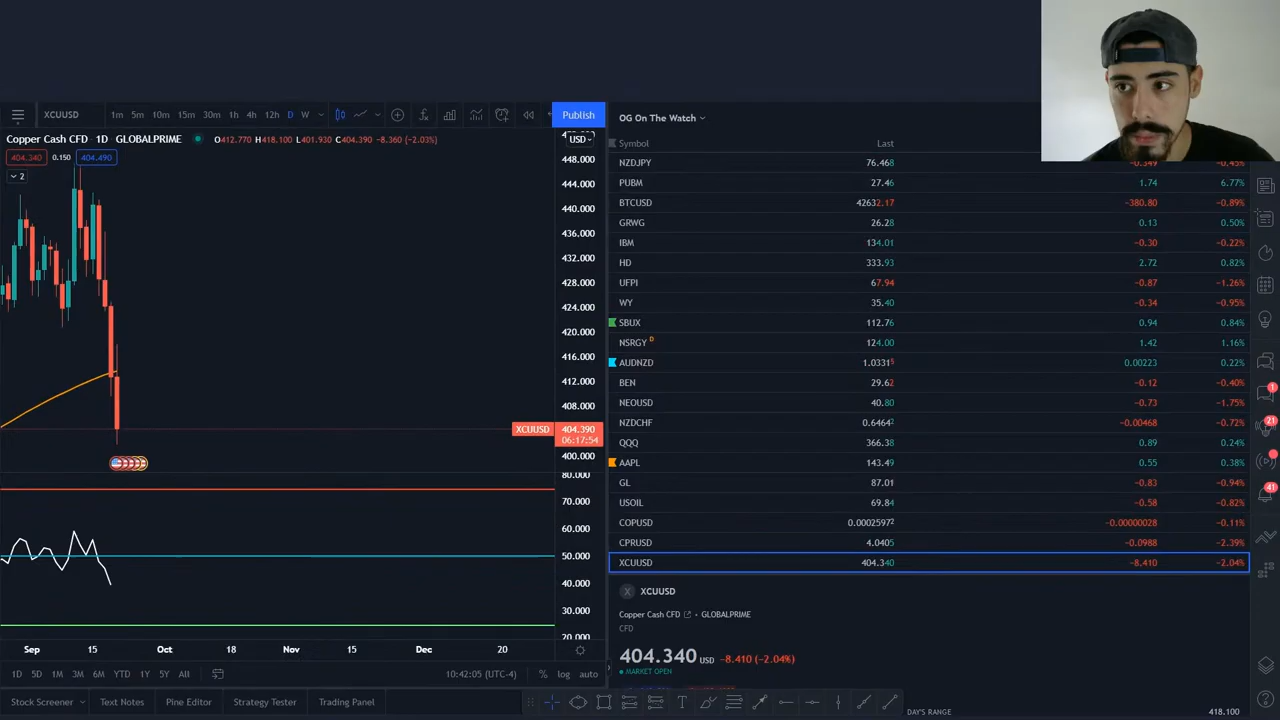 XCUUSD 1m 5m 10m 15m 30m 1h 4h 12h D W Publish
Copper Cash CFD 1D GLOBALPRIME O412.770 H418.100 L401.930 C404.390 −8.360 (−2.03%)
404.340 0.150 404.490
2
USD
448.000
444.000
440.000
436.000
432.000
428.000
424.000
420.000
416.000
412.000
408.000
XCUUSD 404.390
06:17:54
400.000
80.000
70.000
60.000
50.000
40.000
30.000
20.000
Sep 15 Oct 18 Nov 15 Dec 20
1D 5D 1M 3M 6M YTD 1Y 5Y All 10:42:05 (UTC-4) % log auto
Stock Screener Text Notes Pine Editor Strategy Tester Trading Panel
OG On The Watch
Symbol Last
NZDJPY 76.468 −0.349 −0.45%
PUBM 27.46 1.74 6.77%
BTCUSD 42632.17 −380.80 −0.89%
GRWG 26.28 0.13 0.50%
IBM 134.01 −0.30 −0.22%
HD 333.93 2.72 0.82%
UFPI 67.94 −0.87 −1.26%
WY 35.40 −0.34 −0.95%
SBUX 112.76 0.94 0.84%
NSRGY D 124.00 1.42 1.16%
AUDNZD 1.03315 0.00223 0.22%
BEN 29.62 −0.12 −0.40%
NEOUSD 40.80 −0.73 −1.75%
NZDCHF 0.64642 −0.00468 −0.72%
QQQ 366.38 0.89 0.24%
AAPL 143.49 0.55 0.38%
GL 87.01 −0.83 −0.94%
USOIL 69.84 −0.58 −0.82%
COPUSD 0.00025972 −0.00000028 −0.11%
CPRUSD 4.0405 −0.0988 −2.39%
XCUUSD 404.340 −8.410 −2.04%
X XCUUSD
Copper Cash CFD • GLOBALPRIME
CFD
404.340 USD −8.410 (−2.04%)
MARKET OPEN
DAY'S RANGE 418.100
1
21
41